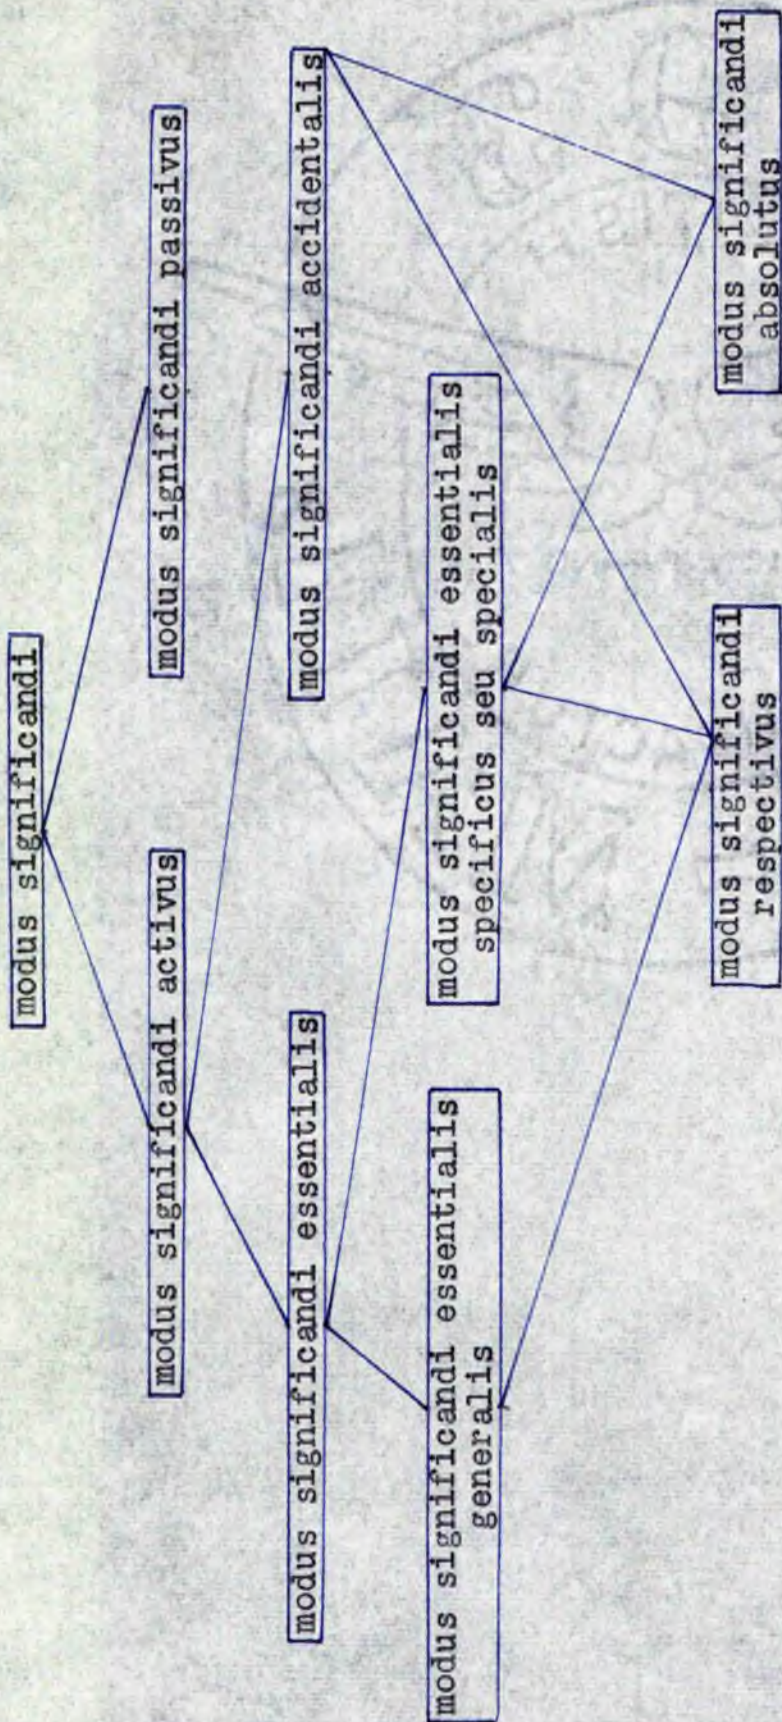 modus significandi
modus significandi activus
modus significandi passivus
modus significandi essentialis
modus significandi accidentalis
modus significandi essentialis
generalis
modus significandi essentialis
specificus seu specialis
modus significandi
respectivus
modus significandi
absolutus